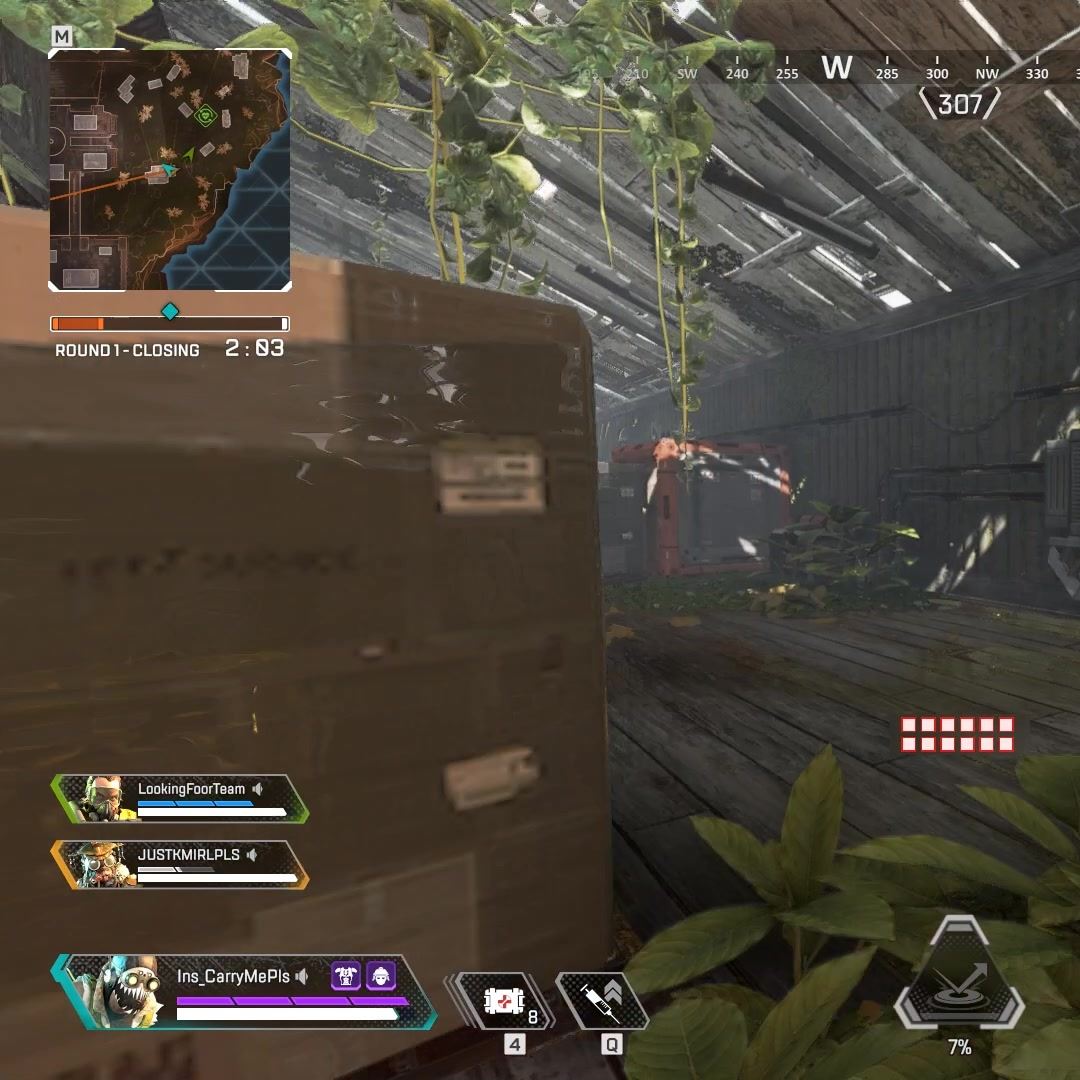 M
210 SW 240 255 W 285 300 NW 330
307
ROUND 1 - CLOSING 2:03
LookingFoorTeam
JUSTKMIRLPLS
Ins_CarryMePls
8
4 Q
7%